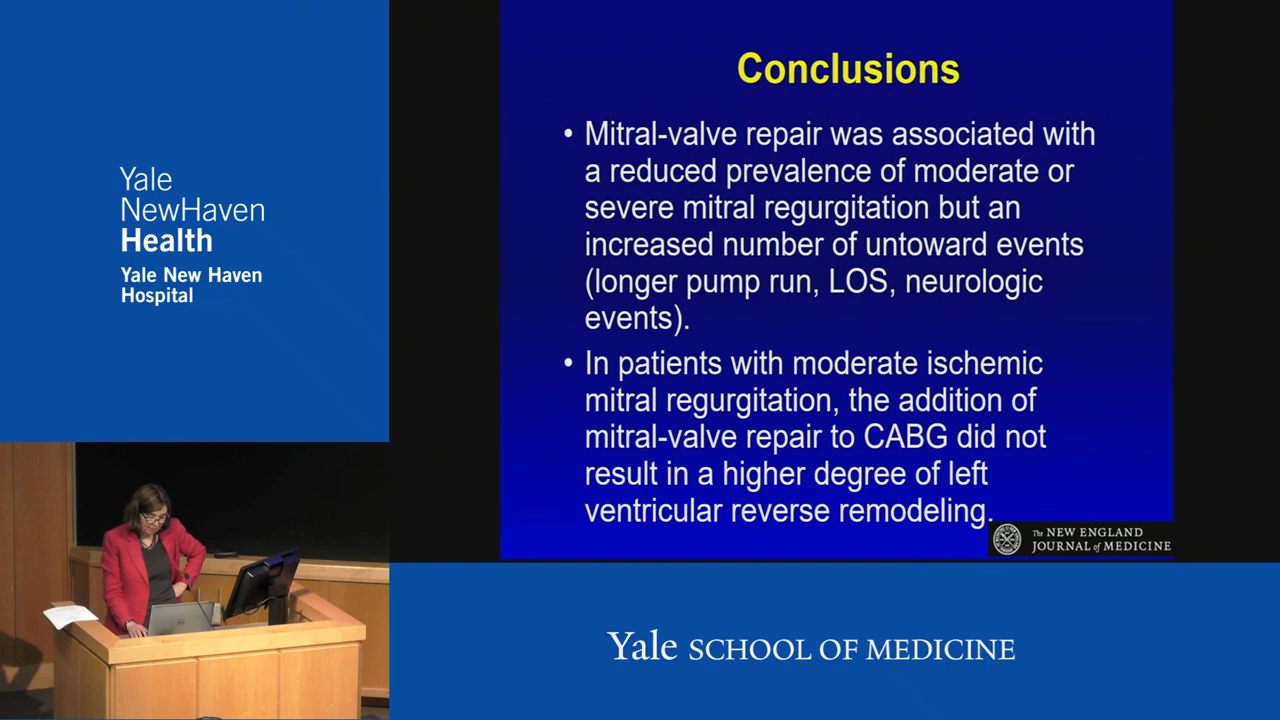 Yale
NewHaven
Health
Yale New Haven
Hospital
Conclusions
• Mitral-valve repair was associated with
a reduced prevalence of moderate or
severe mitral regurgitation but an
increased number of untoward events
(longer pump run, LOS, neurologic
events).
• In patients with moderate ischemic
mitral regurgitation, the addition of
mitral-valve repair to CABG did not
result in a higher degree of left
ventricular reverse remodeling.
The NEW ENGLAND
JOURNAL of MEDICINE
Yale SCHOOL OF MEDICINE